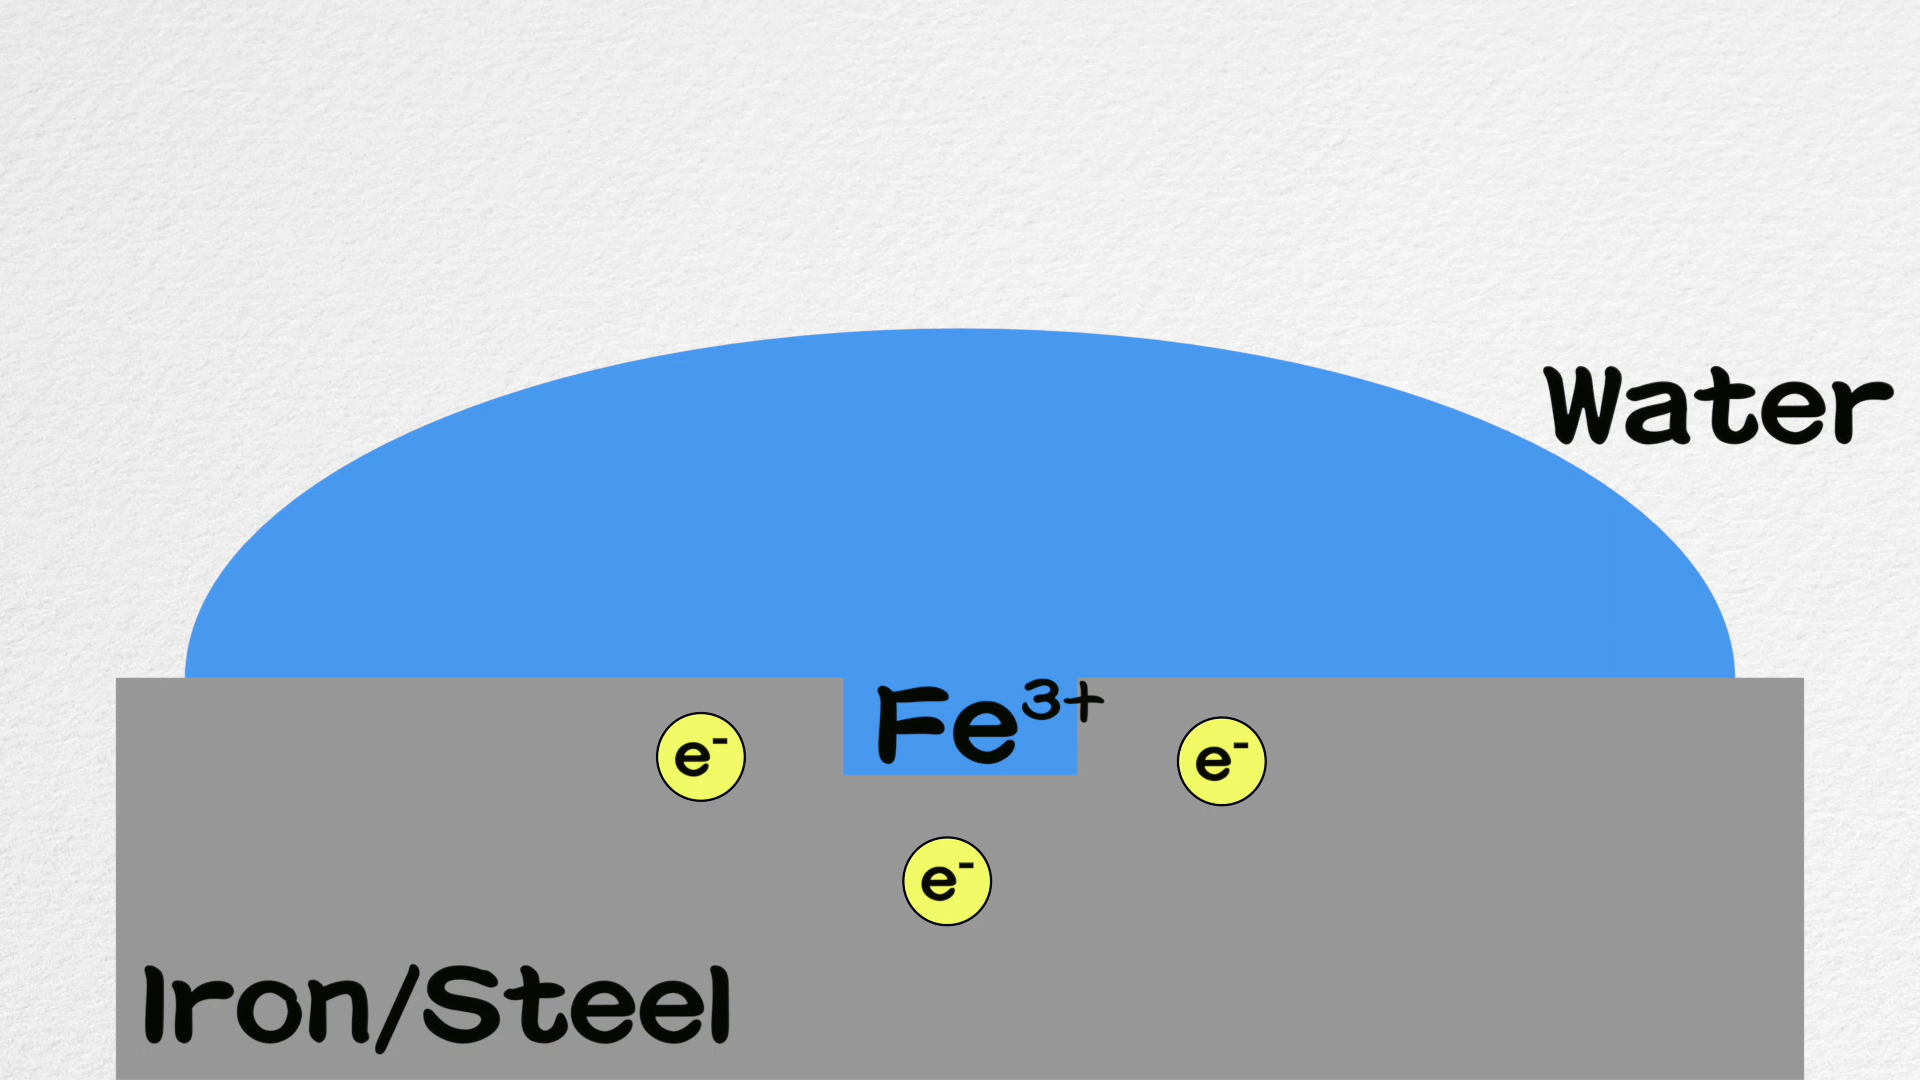 Water
Fe³⁺
e⁻
e⁻
e⁻
Iron/Steel